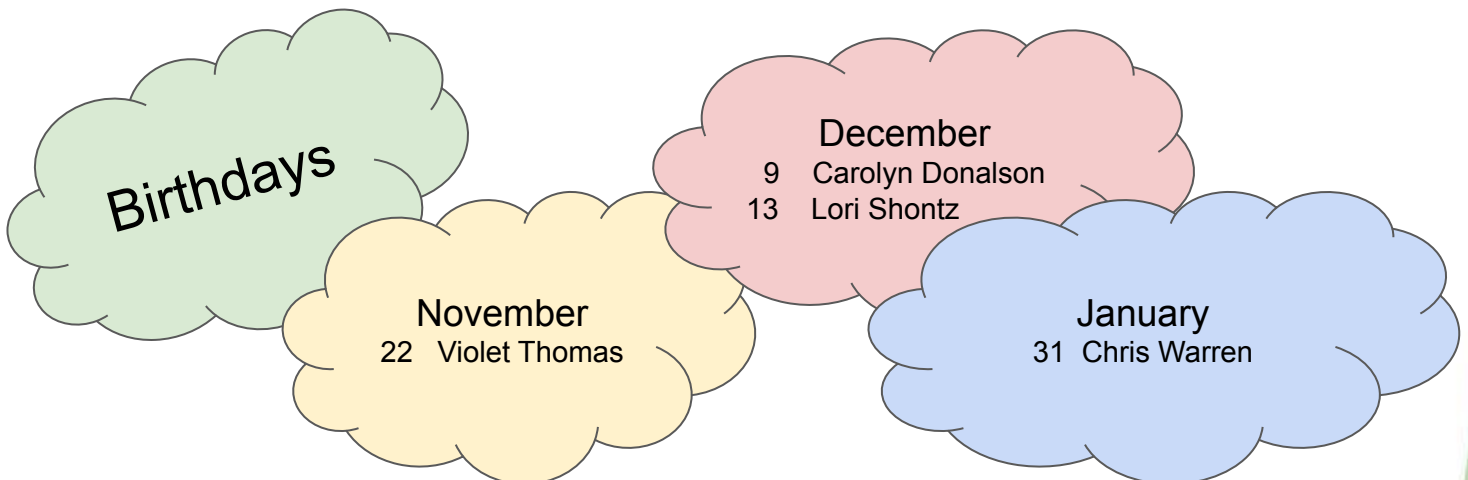 Birthdays
November
22 Violet Thomas
December
9 Carolyn Donalson
13 Lori Shontz
January
31 Chris Warren